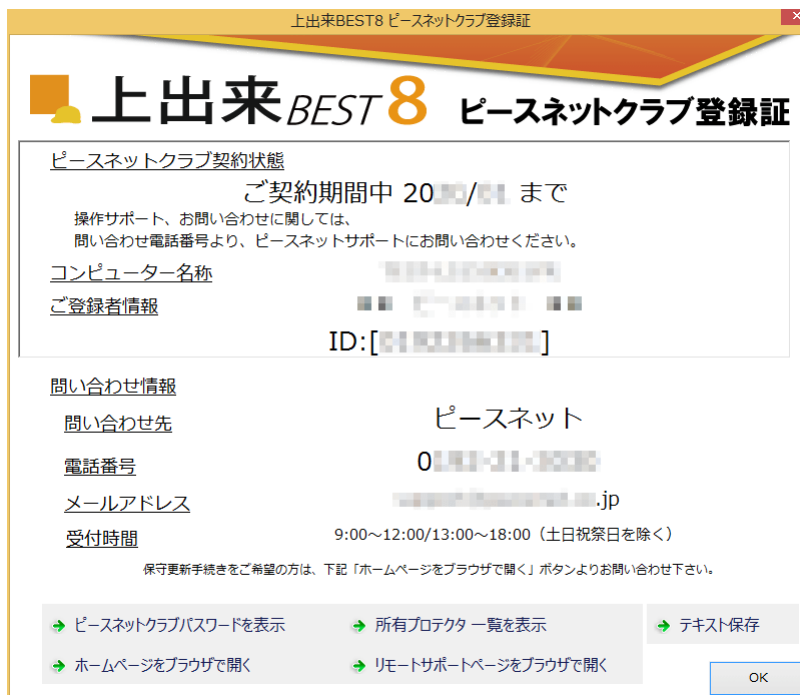 上出来BEST8 ピースネットクラブ登録証
上出来BEST8 ピースネットクラブ登録証
ピースネットクラブ契約状態
ご契約期間中 20 / まで
操作サポート、お問い合わせに関しては、
問い合わせ電話番号より、ピースネットサポートにお問い合わせください。
コンピューター名称
ご登録者情報
ID:[ ]
問い合わせ情報
問い合わせ先 ピースネット
電話番号 0
メールアドレス .jp
受付時間 9:00～12:00/13:00～18:00（土日祝祭日を除く）
保守更新手続きをご希望の方は、下記「ホームページをブラウザで開く」ボタンよりお問い合わせ下さい。
ピースネットクラブパスワードを表示 所有プロテクタ 一覧を表示 テキスト保存
ホームページをブラウザで開く リモートサポートページをブラウザで開く
OK